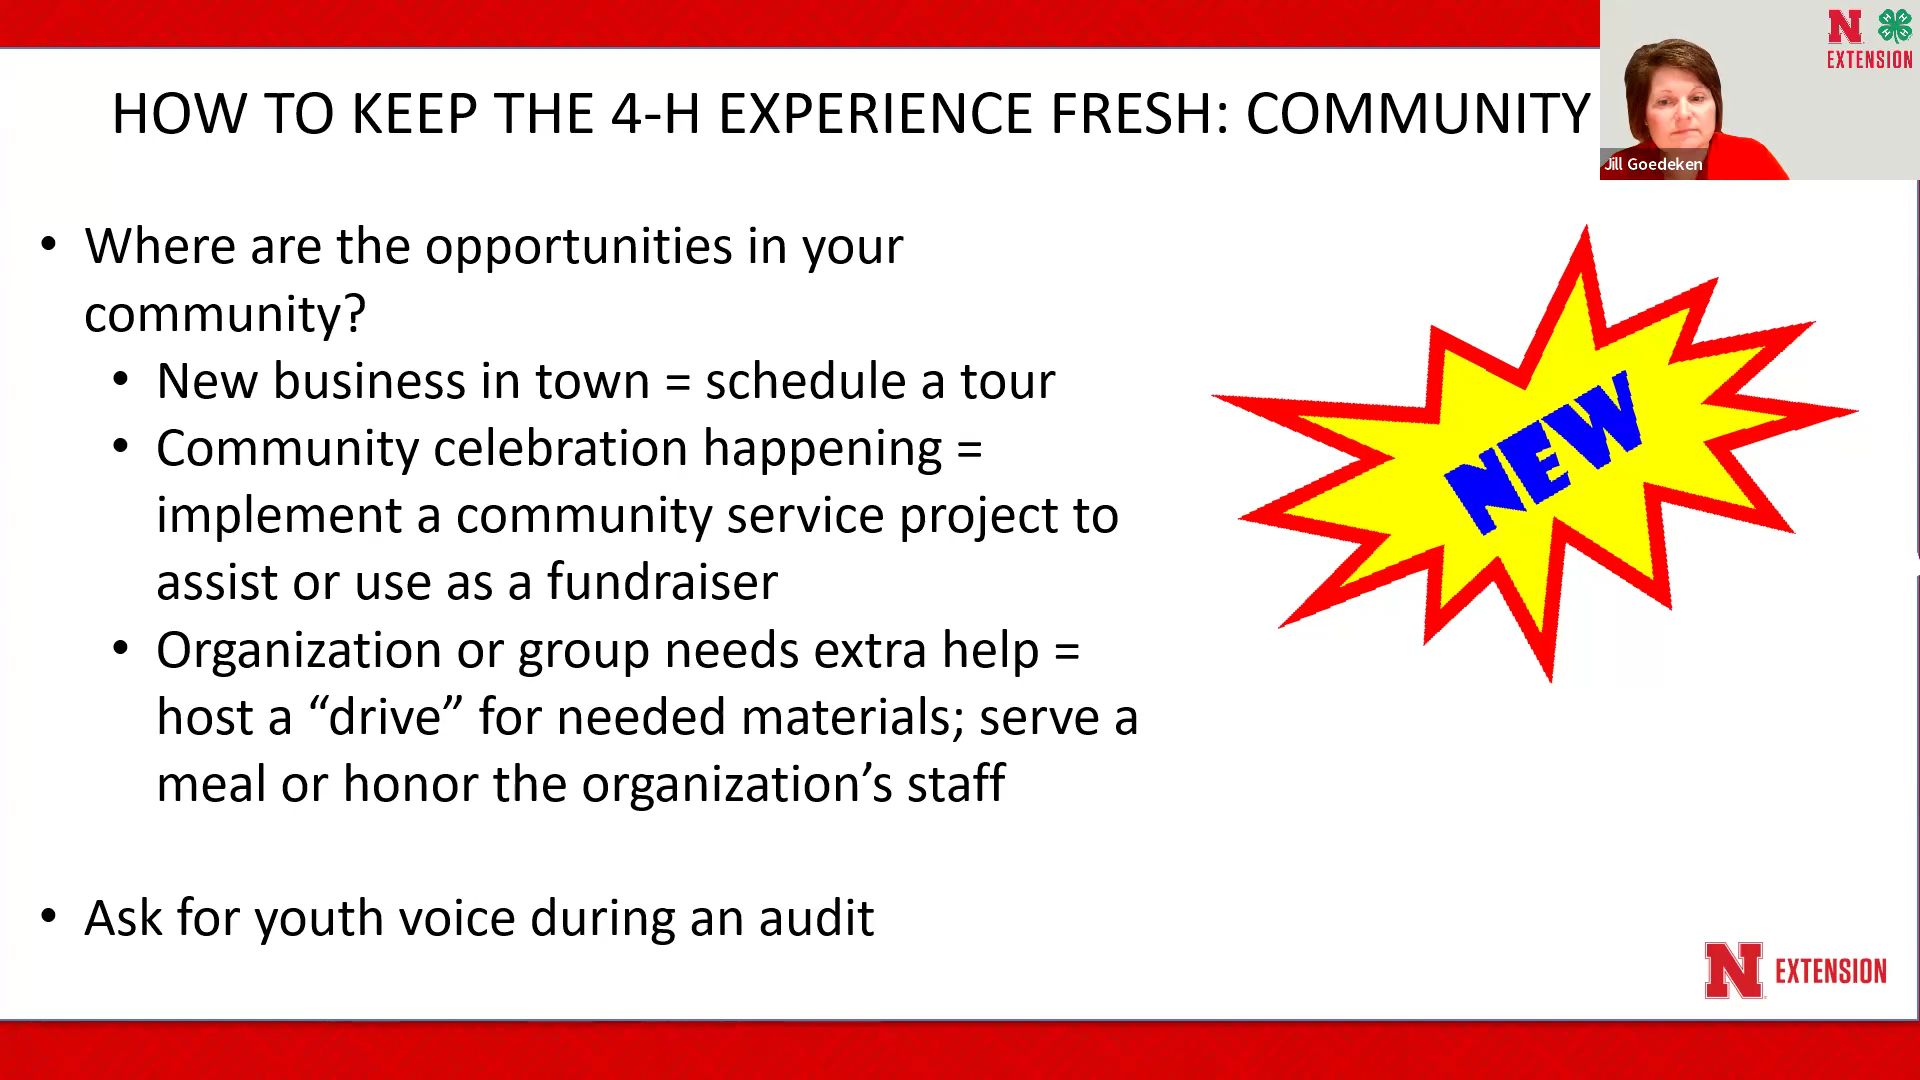 N EXTENSION
HOW TO KEEP THE 4-H EXPERIENCE FRESH: COMMUNITY
Jill Goedeken
• Where are the opportunities in your
community?
• New business in town = schedule a tour
• Community celebration happening =
implement a community service project to
assist or use as a fundraiser
• Organization or group needs extra help =
host a “drive” for needed materials; serve a
meal or honor the organization’s staff
• Ask for youth voice during an audit
NEW
N EXTENSION